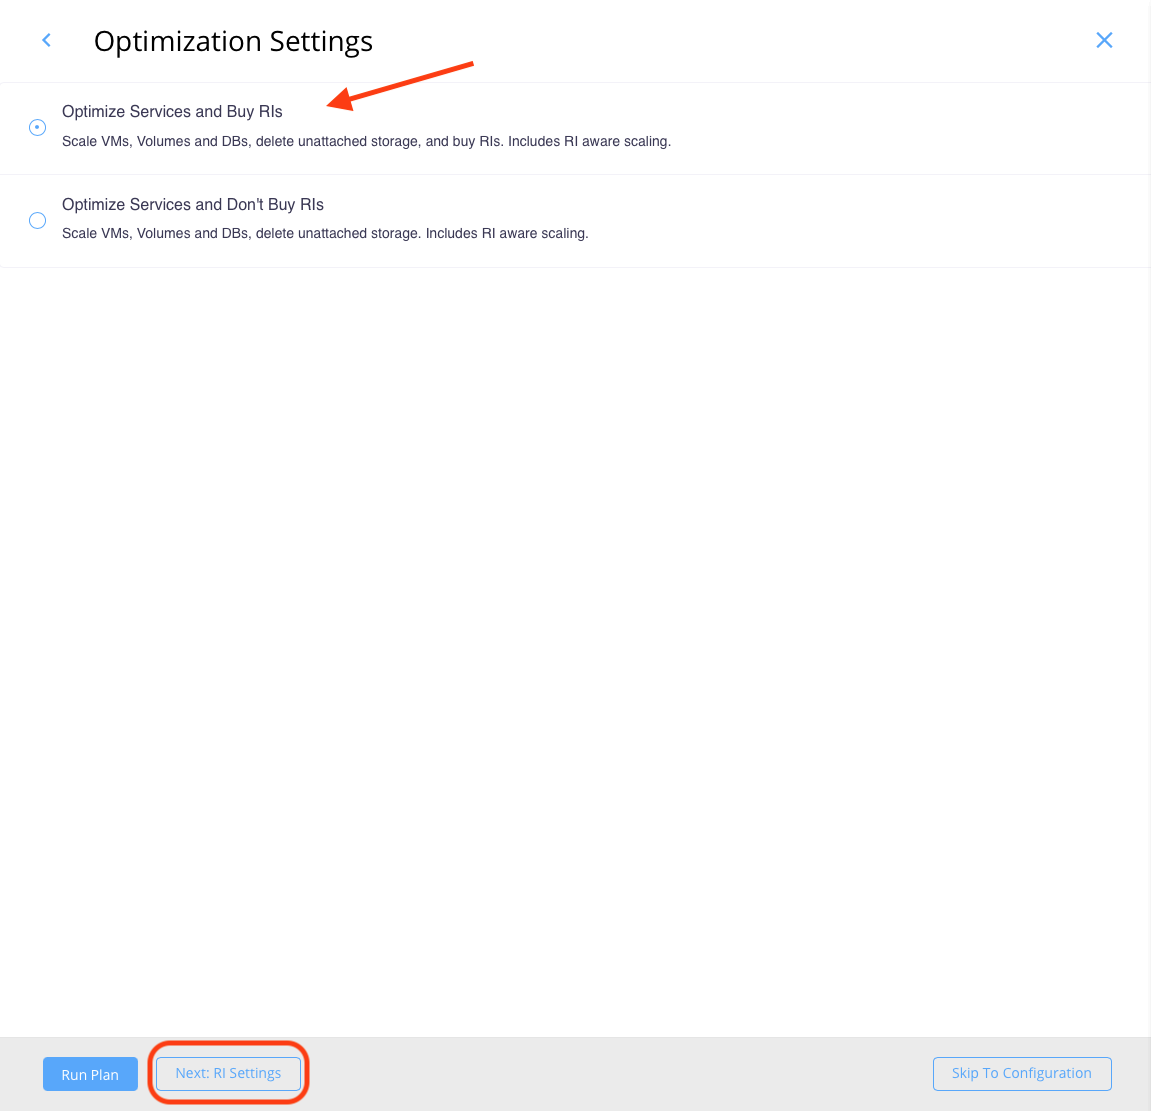 Optimization Settings
Optimize Services and Buy RIs
Scale VMs, Volumes and DBs, delete unattached storage, and buy RIs. Includes RI aware scaling.
Optimize Services and Don't Buy RIs
Scale VMs, Volumes and DBs, delete unattached storage. Includes RI aware scaling.
Run Plan
Next: RI Settings
Skip To Configuration